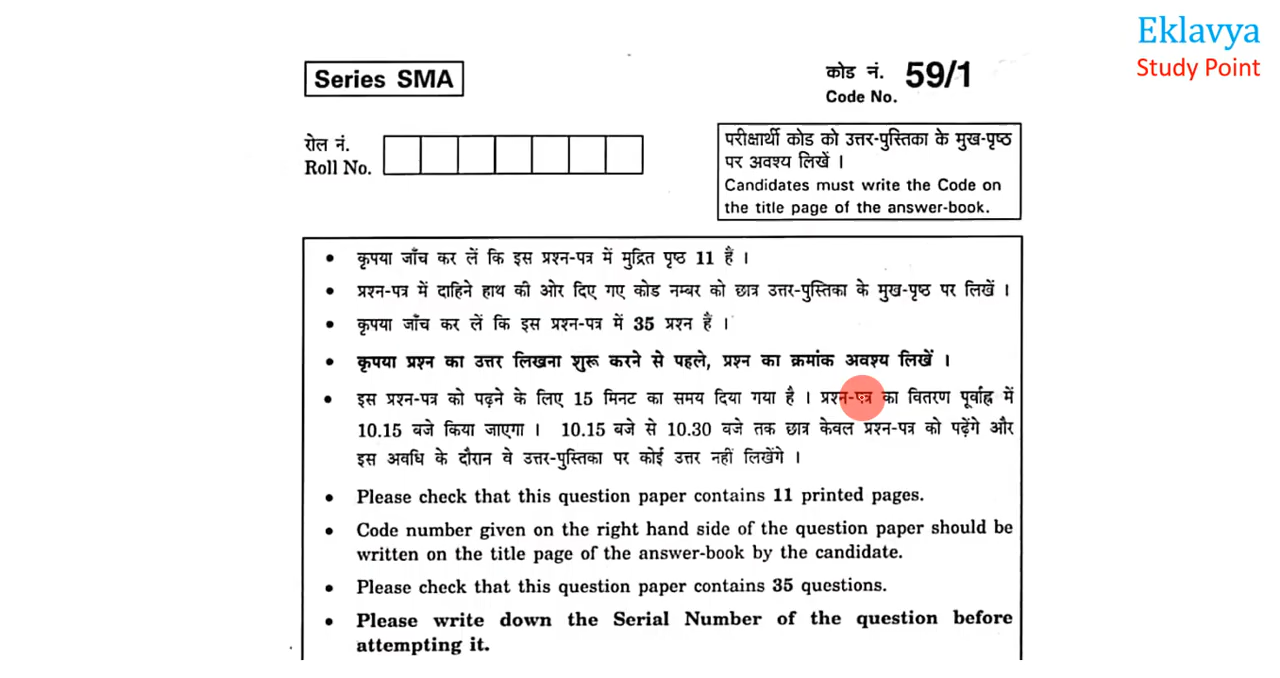 Eklavya
Study Point
Series SMA
कोड नं. 59/1
Code No.
रोल नं.
Roll No.
परीक्षार्थी कोड को उत्तर-पुस्तिका के मुख-पृष्ठ
पर अवश्य लिखें ।
Candidates must write the Code on
the title page of the answer-book.
• कृपया जाँच कर लें कि इस प्रश्न-पत्र में मुद्रित पृष्ठ 11 हैं ।
• प्रश्न-पत्र में दाहिने हाथ की ओर दिए गए कोड नम्बर को छात्र उत्तर-पुस्तिका के मुख-पृष्ठ पर लिखें ।
• कृपया जाँच कर लें कि इस प्रश्न-पत्र में 35 प्रश्न हैं ।
• कृपया प्रश्न का उत्तर लिखना शुरू करने से पहले, प्रश्न का क्रमांक अवश्य लिखें ।
• इस प्रश्न-पत्र को पढ़ने के लिए 15 मिनट का समय दिया गया है । प्रश्न-पत्र का वितरण पूर्वाह्न में
10.15 बजे किया जाएगा । 10.15 बजे से 10.30 बजे तक छात्र केवल प्रश्न-पत्र को पढ़ेंगे और
इस अवधि के दौरान वे उत्तर-पुस्तिका पर कोई उत्तर नहीं लिखेंगे ।
• Please check that this question paper contains 11 printed pages.
• Code number given on the right hand side of the question paper should be
written on the title page of the answer-book by the candidate.
• Please check that this question paper contains 35 questions.
• Please write down the Serial Number of the question before
attempting it.